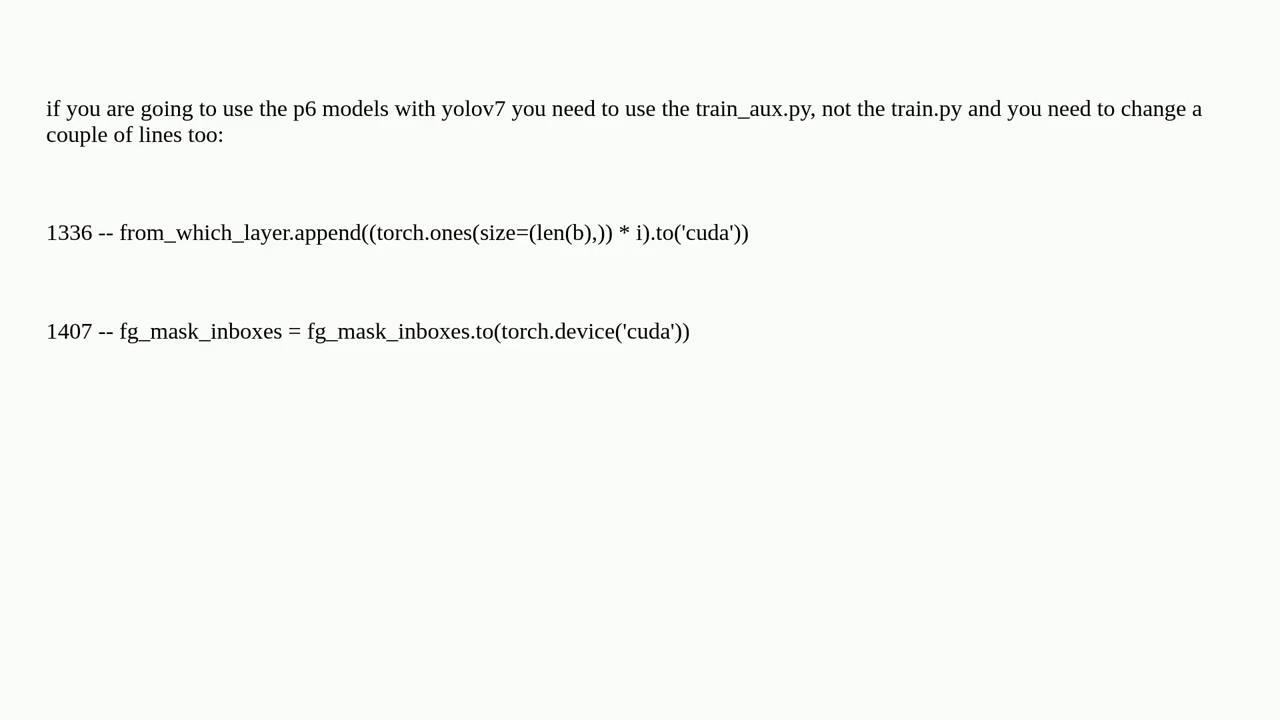 if you are going to use the p6 models with yolov7 you need to use the train_aux.py, not the train.py and you need to change a
couple of lines too:
1336 -- from_which_layer.append((torch.ones(size=(len(b),)) * i).to('cuda'))
1407 -- fg_mask_inboxes = fg_mask_inboxes.to(torch.device('cuda'))